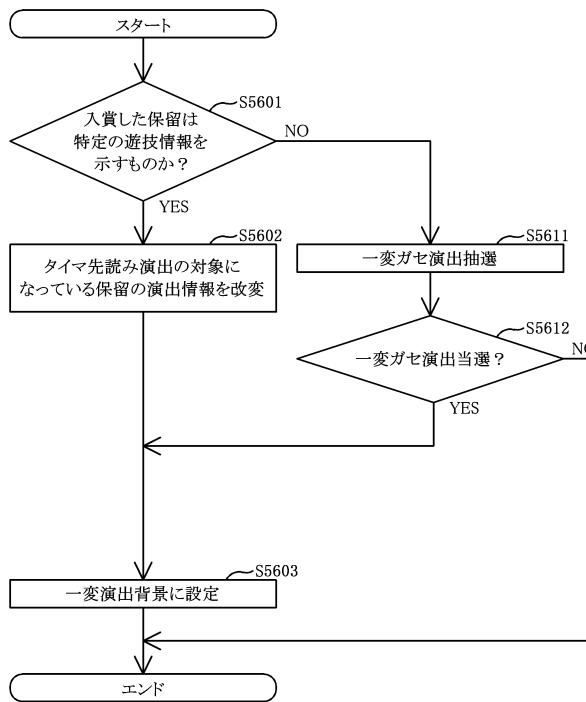 スタート
S5601
入賞した保留は
特定の遊技情報を
示すものか？
NO
YES
S5602
タイマ先読み演出の対象に
なっている保留の演出情報を改変
S5611
一変ガセ演出抽選
S5612
一変ガセ演出当選？
NO
YES
S5603
一変演出背景に設定
エンド